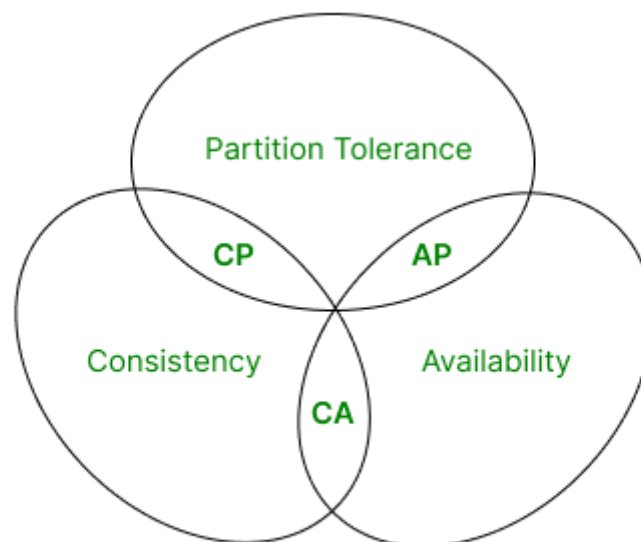 Partition Tolerance
CP
AP
Consistency
Availability
CA